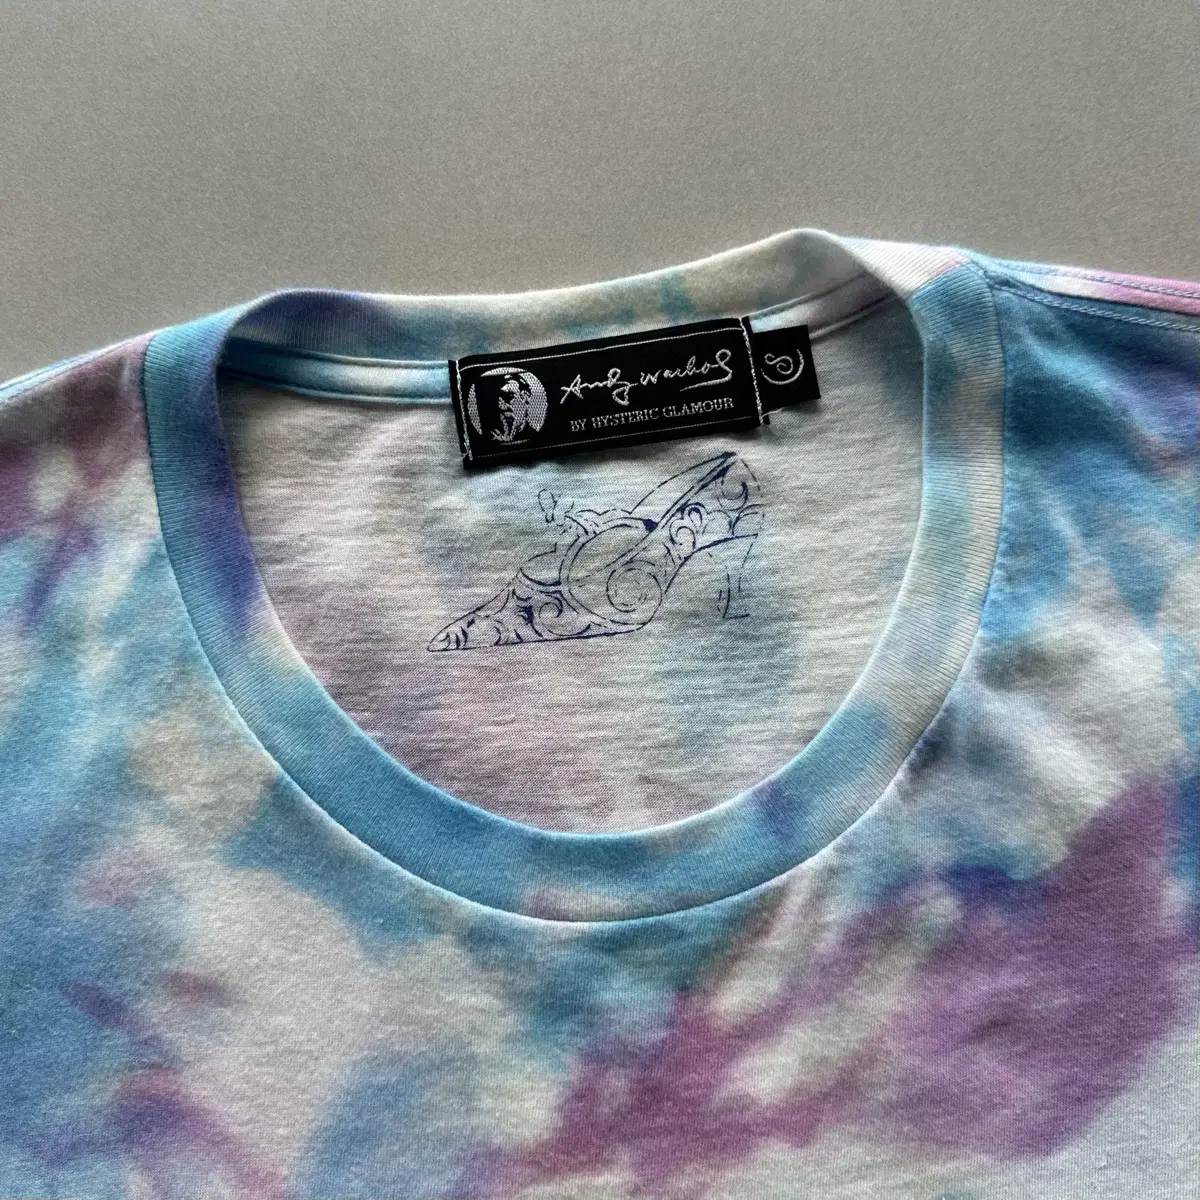 Andy Warhol
BY HYSTERIC GLAMOUR
S